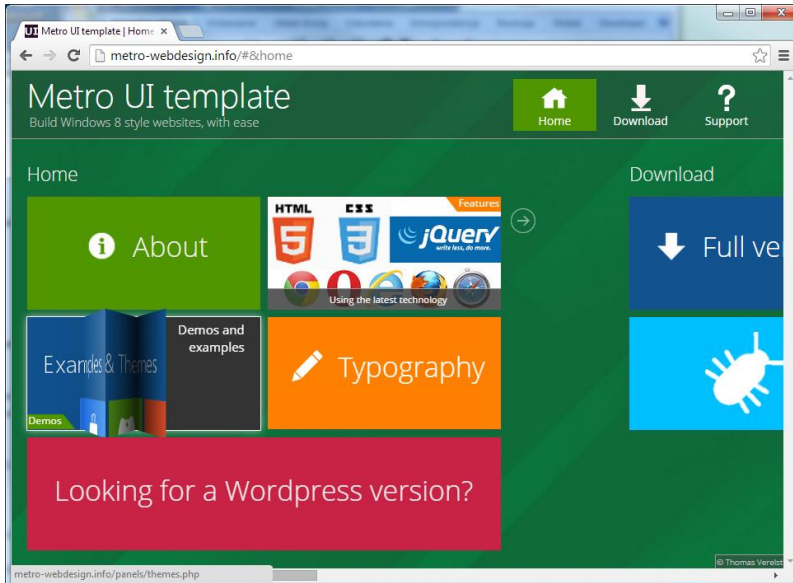 UI Metro UI template | Home
metro-webdesign.info/#&home
Metro UI template
Build Windows 8 style websites, with ease
Home
Download
?
Support
Home
Download
i About
HTML
5
CSS
3
Features
jQuery
write less, do more.
Using the latest technology
Full ve
Examples & Themes
Demos and
examples
Demos
Typography
Looking for a Wordpress version?
© Thomas Verelst
metro-webdesign.info/panels/themes.php